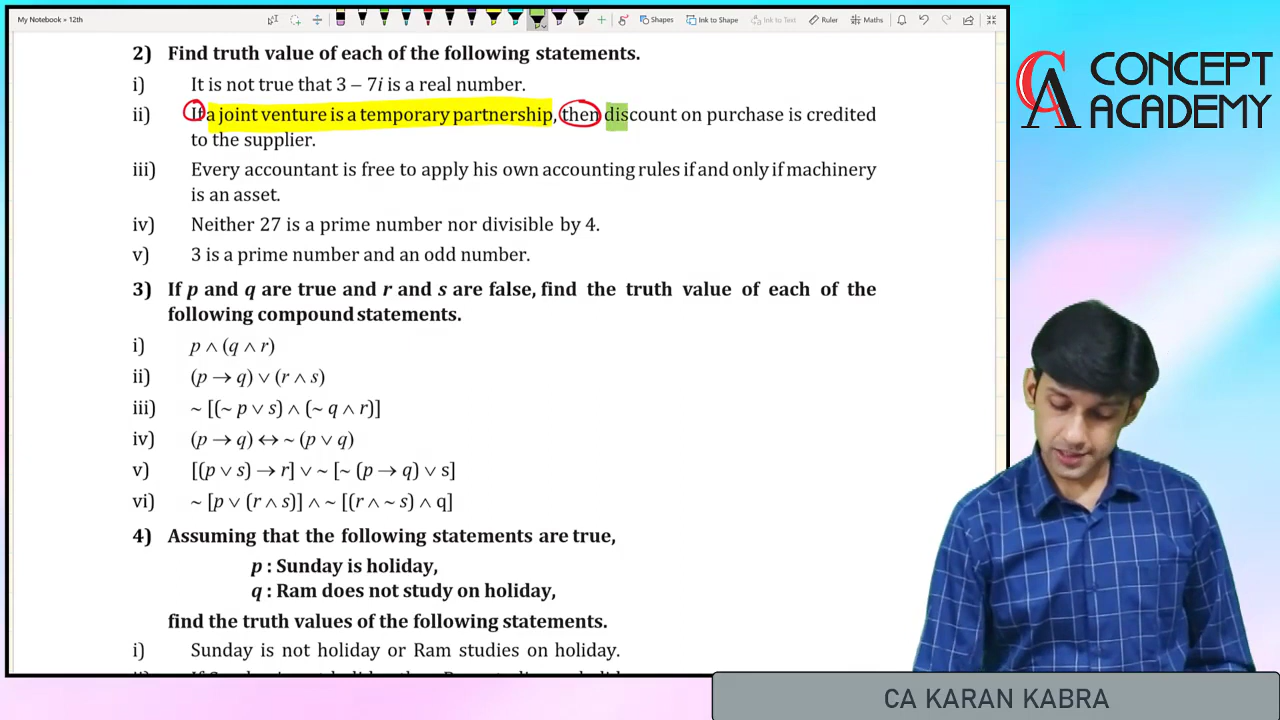 My Notebook > 12th
Shapes
Ink to Shape
Ink to Text
Ruler
Maths
CONCEPT
CA ACADEMY
2) Find truth value of each of the following statements.
i) It is not true that 3 – 7i is a real number.
ii) If a joint venture is a temporary partnership, then discount on purchase is credited
to the supplier.
iii) Every accountant is free to apply his own accounting rules if and only if machinery
is an asset.
iv) Neither 27 is a prime number nor divisible by 4.
v) 3 is a prime number and an odd number.
3) If p and q are true and r and s are false, find the truth value of each of the
following compound statements.
i) p ∧ (q ∧ r)
ii) (p → q) ∨ (r ∧ s)
iii) ~ [(~ p ∨ s) ∧ (~ q ∧ r)]
iv) (p → q) ↔ ~ (p ∨ q)
v) [(p ∨ s) → r] ∨ ~ [~ (p → q) ∨ s]
vi) ~ [p ∨ (r ∧ s)] ∧ ~ [(r ∧ ~ s) ∧ q]
4) Assuming that the following statements are true,
p : Sunday is holiday,
q : Ram does not study on holiday,
find the truth values of the following statements.
i) Sunday is not holiday or Ram studies on holiday.
CA KARAN KABRA